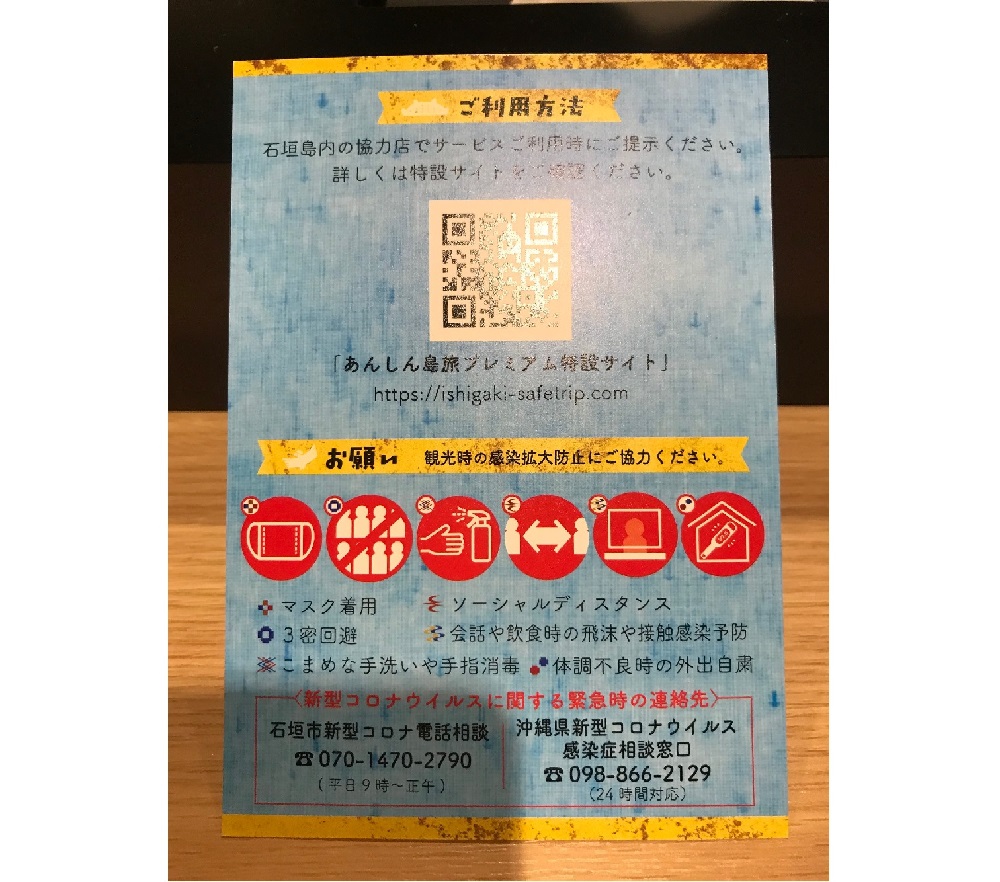 ご利用方法
石垣島内の協力店でサービスご利用時にご提示ください。
詳しくは特設サイトをご確認ください。
「あんしん島旅プレミアム特設サイト」
https://ishigaki-safetrip.com
お願い 観光時の感染拡大防止にご協力ください。
マスク着用 ソーシャルディスタンス
3密回避 会話や飲食時の飛沫や接触感染予防
こまめな手洗いや手指消毒 体調不良時の外出自粛
〈新型コロナウイルスに関する緊急時の連絡先〉
石垣市新型コロナ電話相談
☎070-1470-2790
(平日9時~正午)
沖縄県新型コロナウイルス
感染症相談窓口
☎098-866-2129
(24時間対応)